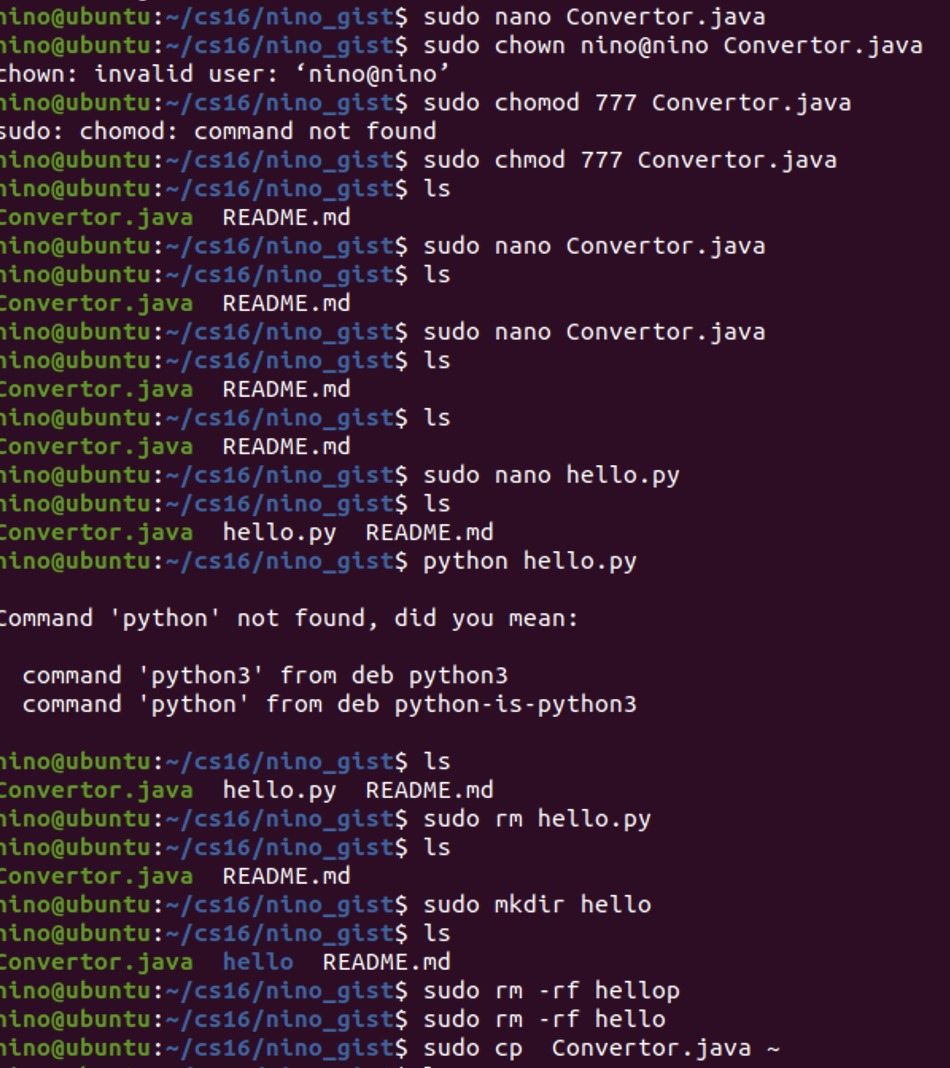 nino@ubuntu:~/cs16/nino_gist$ sudo nano Convertor.java
nino@ubuntu:~/cs16/nino_gist$ sudo chown nino@nino Convertor.java
chown: invalid user: ‘nino@nino’
nino@ubuntu:~/cs16/nino_gist$ sudo chomod 777 Convertor.java
sudo: chomod: command not found
nino@ubuntu:~/cs16/nino_gist$ sudo chmod 777 Convertor.java
nino@ubuntu:~/cs16/nino_gist$ ls
Convertor.java  README.md
nino@ubuntu:~/cs16/nino_gist$ sudo nano Convertor.java
nino@ubuntu:~/cs16/nino_gist$ ls
Convertor.java  README.md
nino@ubuntu:~/cs16/nino_gist$ sudo nano Convertor.java
nino@ubuntu:~/cs16/nino_gist$ ls
Convertor.java  README.md
nino@ubuntu:~/cs16/nino_gist$ ls
Convertor.java  README.md
nino@ubuntu:~/cs16/nino_gist$ sudo nano hello.py
nino@ubuntu:~/cs16/nino_gist$ ls
Convertor.java  hello.py  README.md
nino@ubuntu:~/cs16/nino_gist$ python hello.py
Command 'python' not found, did you mean:
  command 'python3' from deb python3
  command 'python' from deb python-is-python3
nino@ubuntu:~/cs16/nino_gist$ ls
Convertor.java  hello.py  README.md
nino@ubuntu:~/cs16/nino_gist$ sudo rm hello.py
nino@ubuntu:~/cs16/nino_gist$ ls
Convertor.java  README.md
nino@ubuntu:~/cs16/nino_gist$ sudo mkdir hello
nino@ubuntu:~/cs16/nino_gist$ ls
Convertor.java  hello  README.md
nino@ubuntu:~/cs16/nino_gist$ sudo rm -rf hellop
nino@ubuntu:~/cs16/nino_gist$ sudo rm -rf hello
nino@ubuntu:~/cs16/nino_gist$ sudo cp  Convertor.java ~